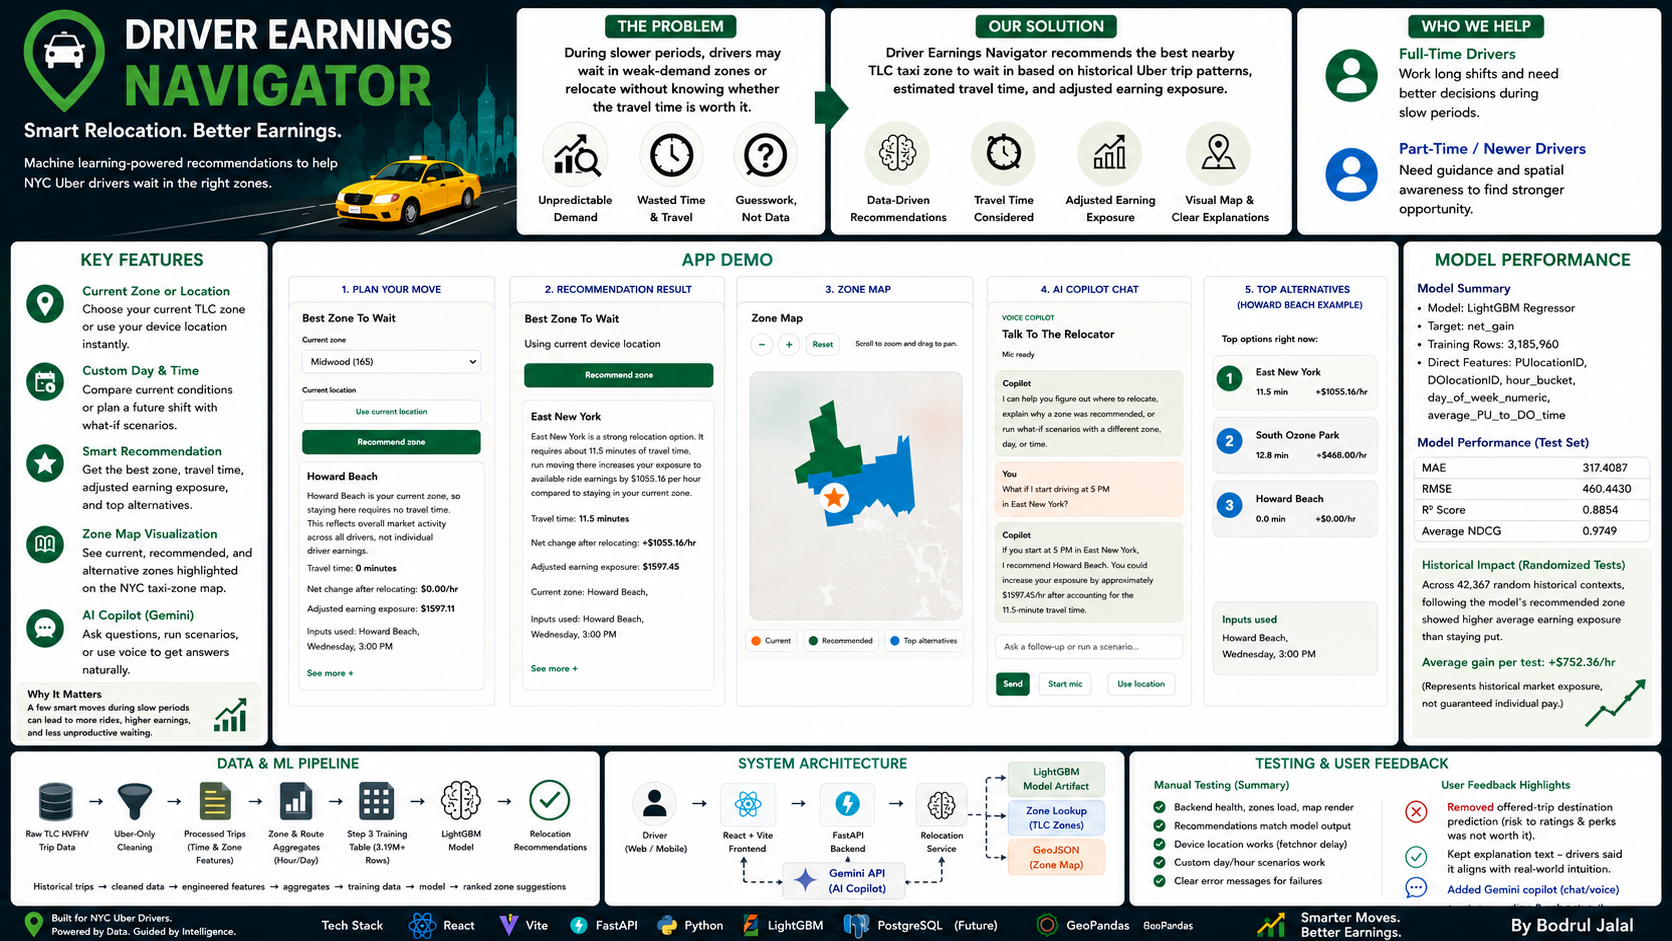 DRIVER EARNINGS
NAVIGATOR
Smart Relocation. Better Earnings.
Machine learning-powered recommendations to help
NYC Uber drivers wait in the right zones.
THE PROBLEM
During slower periods, drivers may
wait in weak-demand zones or
relocate without knowing whether
the travel time is worth it.
Unpredictable
Demand
Wasted Time
& Travel
Guesswork,
Not Data
OUR SOLUTION
Driver Earnings Navigator recommends the best nearby
TLC taxi zone to wait in based on historical Uber trip patterns,
estimated travel time, and adjusted earning exposure.
Data-Driven
Recommendations
Travel Time
Considered
Adjusted Earning
Exposure
Visual Map &
Clear Explanations
WHO WE HELP
Full-Time Drivers
Work long shifts and need
better decisions during
slow periods.
Part-Time / Newer Drivers
Need guidance and spatial
awareness to find stronger
opportunity.
KEY FEATURES
Current Zone or Location
Choose your current TLC zone
or use your device location
instantly.
Custom Day & Time
Compare current conditions
or plan a future shift with
what-if scenarios.
Smart Recommendation
Get the best zone, travel time,
adjusted earning exposure,
and top alternatives.
Zone Map Visualization
See current, recommended, and
alternative zones highlighted
on the NYC taxi-zone map.
AI Copilot (Gemini)
Ask questions, run scenarios,
or use voice to get answers
naturally.
Why It Matters
A few smart moves during slow periods
can lead to more rides, higher earnings,
and less unproductive waiting.
APP DEMO
1. PLAN YOUR MOVE
Best Zone To Wait
Current zone
Midwood (165)
Current location
Use current location
Recommend zone
Howard Beach
Howard Beach is your current zone, so
staying here requires no travel time.
This reflects overall market activity
across all drivers, not individual
driver earnings.
Travel time: 0 minutes
Net change after relocating: $0.00/hr
Adjusted earning exposure: $1597.11
Inputs used: Howard Beach,
Wednesday, 3:00 PM
See more +
2. RECOMMENDATION RESULT
Best Zone To Wait
Using current device location
Recommend zone
East New York
East New York is a strong relocation option. It
requires about 11.5 minutes of travel time,
run moving there increases your exposure to
available ride earnings by $1055.16 per hour
compared to staying in your current zone.
Travel time: 11.5 minutes
Net change after relocating: +$1055.16/hr
Adjusted earning exposure: $1597.45
Current zone: Howard Beach,
Inputs used: Howard Beach,
Wednesday, 3:00 PM
See more +
3. ZONE MAP
Zone Map
− + Reset Scroll to zoom and drag to pan.
Current Recommended Top alternatives
4. AI COPILOT CHAT
VOICE COPILOT
Talk To The Relocator
Mic ready
Copilot
I can help you figure out where to relocate,
explain why a zone was recommended, or
run what-if scenarios with a different zone,
day, or time.
You
What if I start driving at 5 PM
in East New York?
Copilot
If you start at 5 PM in East New York,
I recommend Howard Beach. You could
increase your exposure by approximately
$1597.45/hr after accounting for the
11.5-minute travel time.
Ask a follow-up or run a scenario...
Send Start mic Use location
5. TOP ALTERNATIVES
(HOWARD BEACH EXAMPLE)
Top options right now:
1 East New York
11.5 min +$1055.16/hr
2 South Ozone Park
12.8 min +$468.00/hr
3 Howard Beach
0.0 min +$0.00/hr
Inputs used
Howard Beach,
Wednesday, 3:00 PM
MODEL PERFORMANCE
Model Summary
• Model: LightGBM Regressor
• Target: net_gain
• Training Rows: 3,185,960
• Direct Features: PUlocationID,
DOlocationID, hour_bucket,
day_of_week_numeric,
average_PU_to_DO_time
Model Performance (Test Set)
MAE 317.4087
RMSE 460.4430
R² Score 0.8854
Average NDCG 0.9749
Historical Impact (Randomized Tests)
Across 42,367 random historical contexts,
following the model's recommended zone
showed higher average earning exposure
than staying put.
Average gain per test: +$752.36/hr
(Represents historical market exposure,
not guaranteed individual pay.)
DATA & ML PIPELINE
Raw TLC HVFHV
Trip Data
Uber-Only
Cleaning
Processed Trips
(Time & Zone
Features)
Zone & Route
Aggregates
(Hour/Day)
Step 3 Training
Table (3.19M+
Rows)
LightGBM
Model
Relocation
Recommendations
Historical trips → cleaned data → engineered features → aggregates → training data → model → ranked zone suggestions
SYSTEM ARCHITECTURE
Driver
(Web / Mobile)
React + Vite
Frontend
FastAPI
Backend
Relocation
Service
LightGBM
Model Artifact
Zone Lookup
(TLC Zones)
GeoJSON
(Zone Map)
Gemini API
(AI Copilot)
TESTING & USER FEEDBACK
Manual Testing (Summary)
Backend health, zones load, map render
Recommendations match model output
Device location works (fetchnor delay)
Custom day/hour scenarios work
Clear error messages for failures
User Feedback Highlights
Removed offered-trip destination
prediction (risk to ratings & perks
was not worth it).
Kept explanation text – drivers said
it aligns with real-world intuition.
Added Gemini copilot (chat/voice)
Built for NYC Uber Drivers.
Powered by Data. Guided by Intelligence.
Tech Stack React Vite FastAPI Python LightGBM PostgreSQL (Future) GeoPandas GeoPandas
Smarter Moves.
Better Earnings.
By Bodrul Jalal